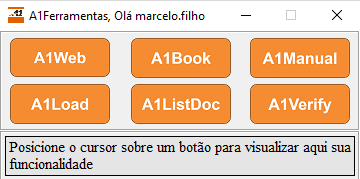 A1Ferramentas, Olá marcelo.filho
A1Web A1Book A1Manual
A1Load A1ListDoc A1Verify
Posicione o cursor sobre um botão para visualizar aqui sua
funcionalidade